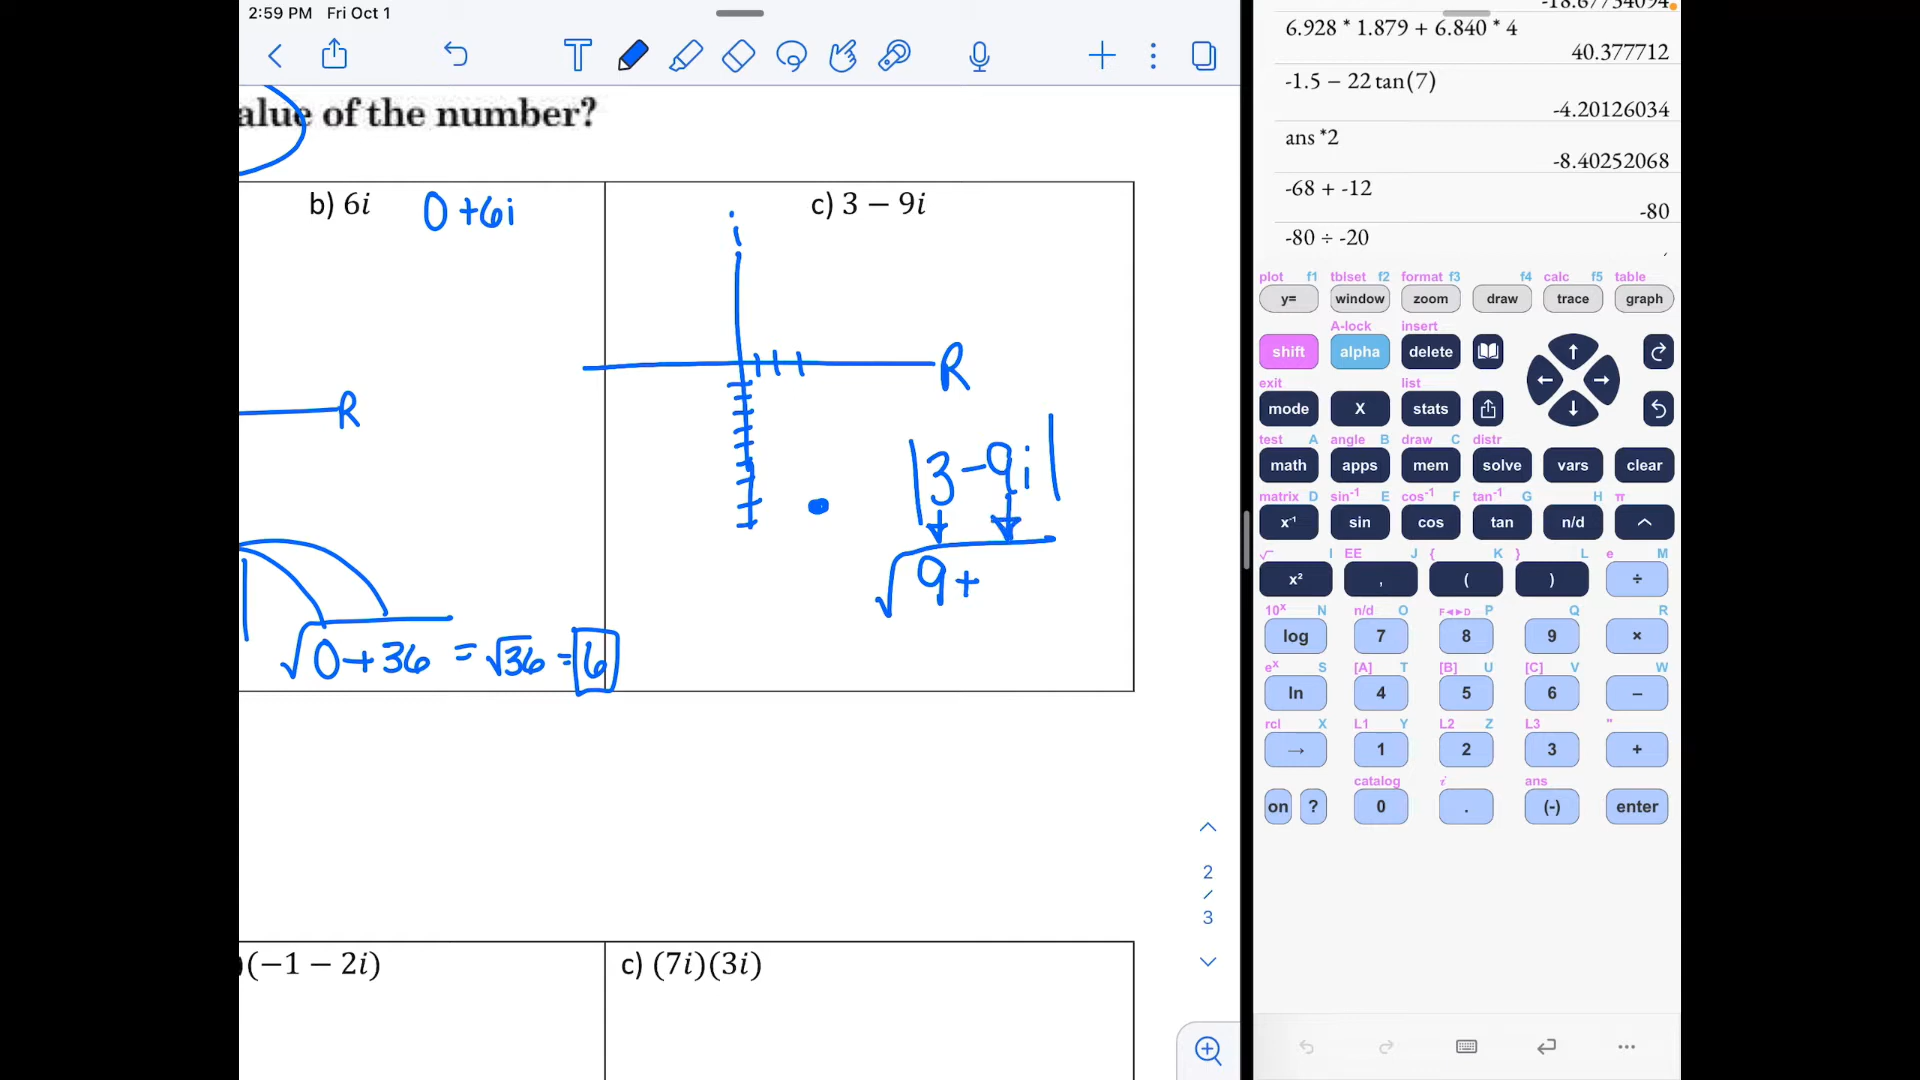 2:59 PM Fri Oct 1
T
alue of the number?
b) 6i 0 + 6i
R
√0 + 36 = √36 = 6
c) 3 − 9i
i
R
|3 - 9i|
√9 +
)(−1 − 2i)
c) (7i)(3i)
2
/
3
-18.67734094
6.928 * 1.879 + 6.840 * 4
40.377712
-1.5 − 22 tan(7)
-4.20126034
ans *2
-8.40252068
-68 + -12
-80
-80 ÷ -20
plot f1 tblset f2 format f3 f4 calc f5 table
y= window zoom draw trace graph
A-lock insert
shift alpha delete
exit list
mode X stats
test A angle B draw C distr
math apps mem solve vars clear
matrix D sin⁻¹ E cos⁻¹ F tan⁻¹ G H π
x⁻¹ sin cos tan n/d ^
√ I EE J { K } L e M
x² , ( ) ÷
10ˣ N n/d O F◄►D P Q R
log 7 8 9 ×
eˣ S [A] T [B] U [C] V W
ln 4 5 6 −
rcl X L1 Y L2 Z L3 "
→ 1 2 3 +
catalog i ans
on ? 0 . (-) enter